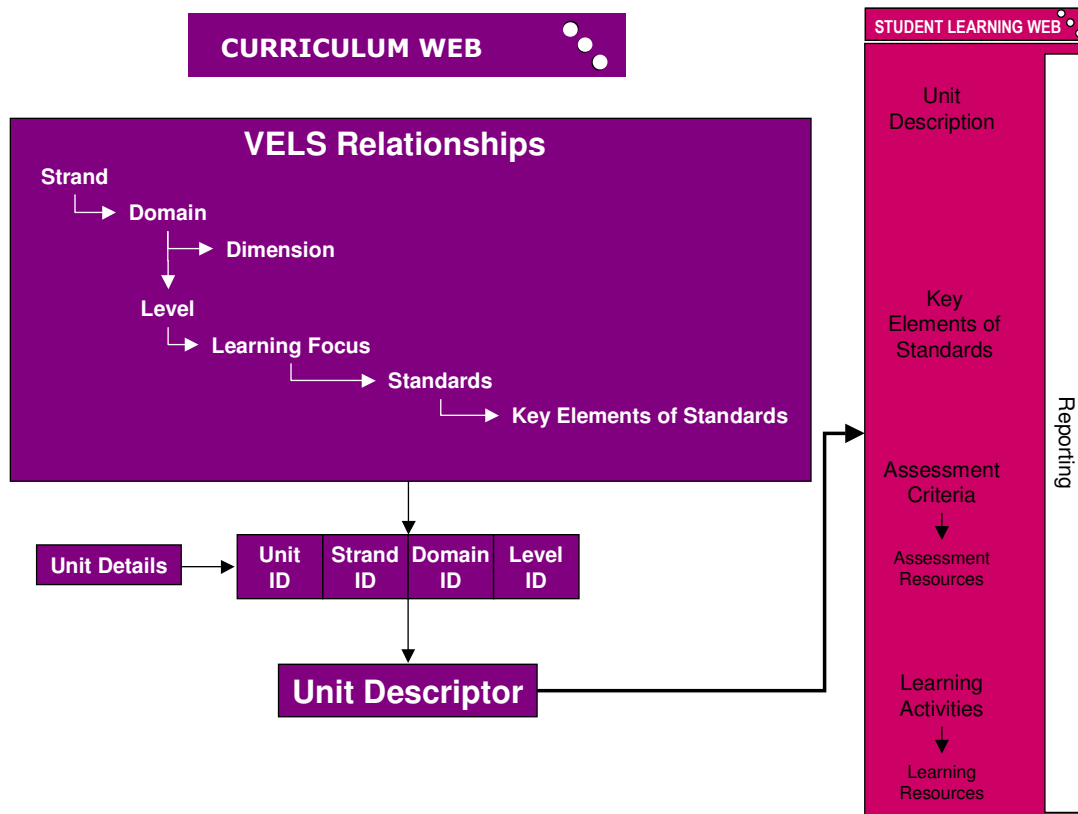 CURRICULUM WEB
VELS Relationships
Strand
Domain
Dimension
Level
Learning Focus
Standards
Key Elements of Standards
Unit Details
Unit
ID
Strand
ID
Domain
ID
Level
ID
Unit Descriptor
STUDENT LEARNING WEB
Unit
Description
Key
Elements of
Standards
Assessment
Criteria
Assessment
Resources
Learning
Activities
Learning
Resources
Reporting